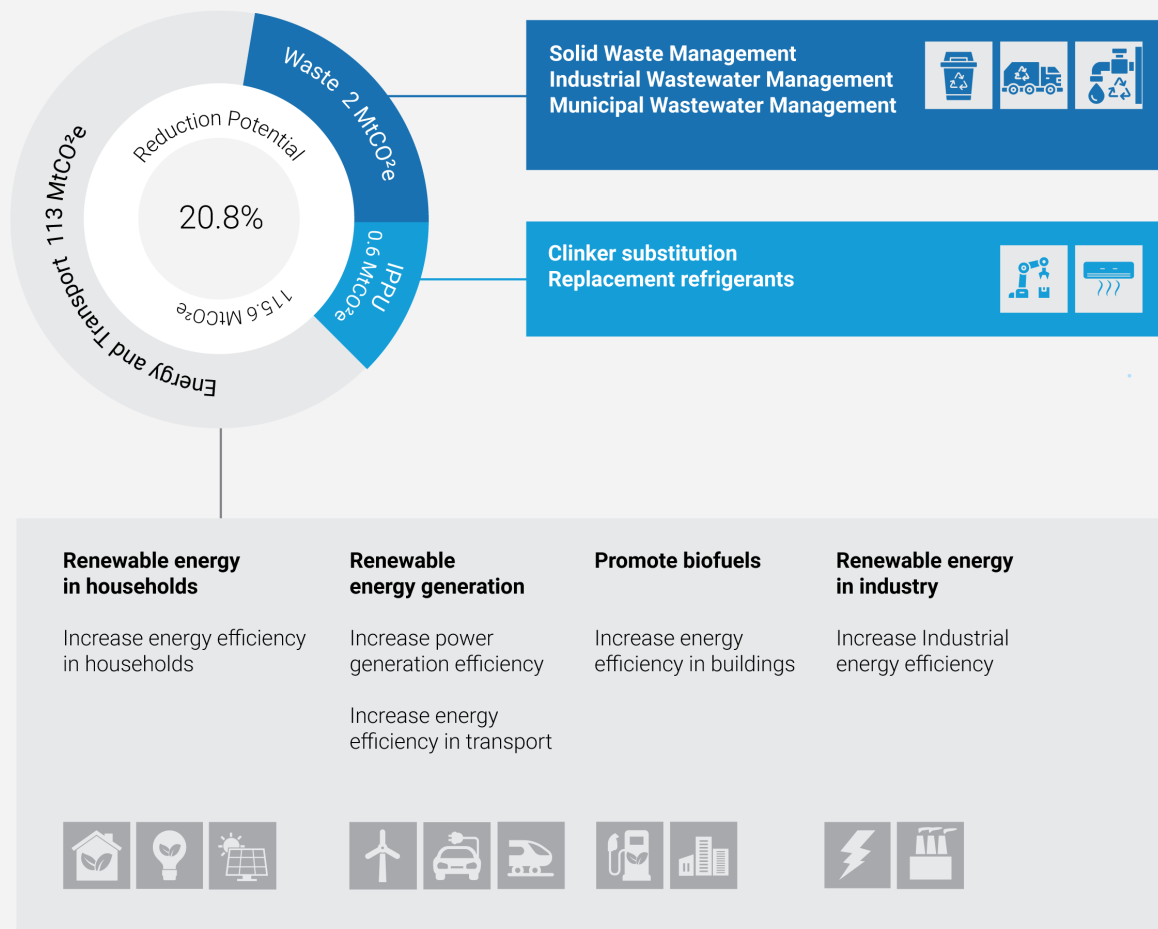 Waste 2 MtCO²e
Reduction Potential
20.8%
115.6 MtCO²e
Energy and Transport 113 MtCO²e
IPPU
0.6 MtCO²e
Solid Waste Management
Industrial Wastewater Management
Municipal Wastewater Management
Clinker substitution
Replacement refrigerants
Renewable energy
in households
Increase energy efficiency
in households
Renewable
energy generation
Increase power
generation efficiency
Increase energy
efficiency in transport
Promote biofuels
Increase energy
efficiency in buildings
Renewable energy
in industry
Increase Industrial
energy efficiency